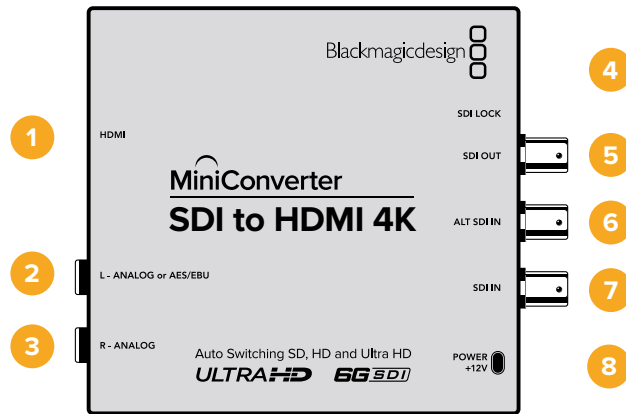 Blackmagicdesign
4
SDI LOCK
1
HDMI
SDI OUT
5
MiniConverter
SDI to HDMI 4K
ALT SDI IN
6
2
L - ANALOG or AES/EBU
SDI IN
7
3
R - ANALOG
Auto Switching SD, HD and Ultra HD
ULTRA HD 6G SDI
POWER
+12V
8